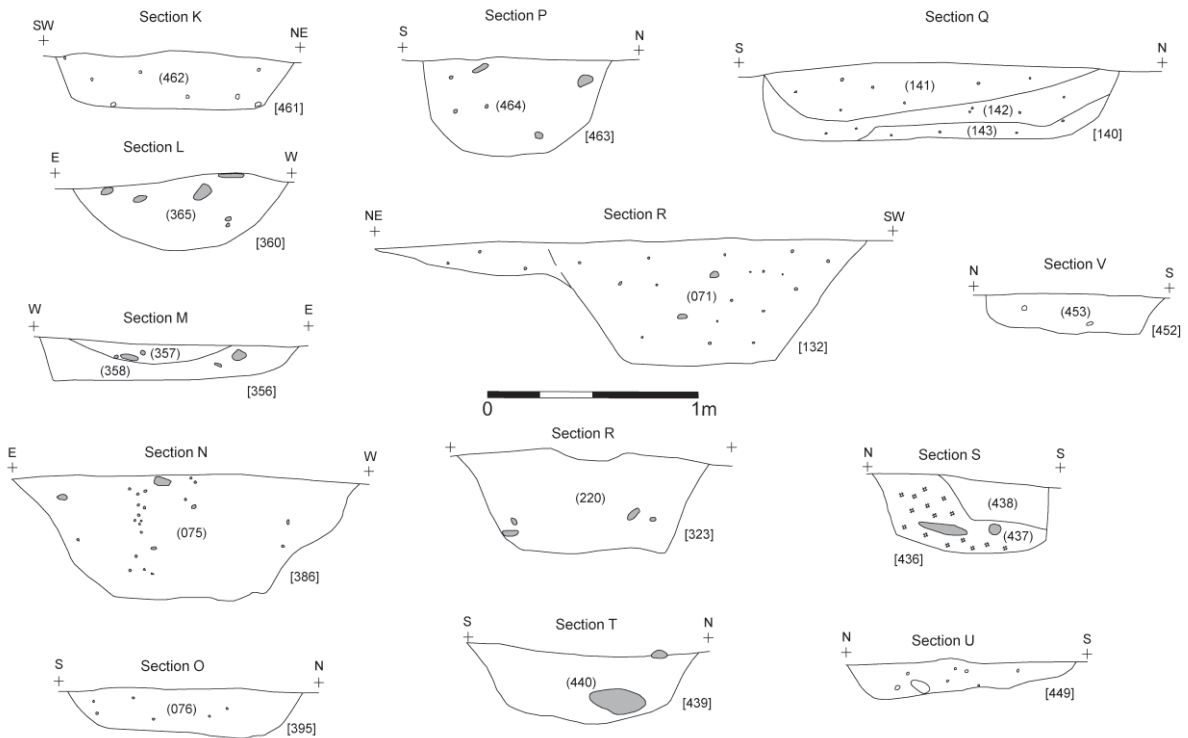 Section K
SW
NE
(462)
[461]
Section P
S
N
(464)
[463]
Section Q
S
N
(141)
(142)
(143)
[140]
Section L
E
W
(365)
[360]
Section R
NE
SW
(071)
[132]
Section V
N
S
(453)
[452]
Section M
W
E
(357)
(358)
[356]
0
1m
Section N
E
W
(075)
[386]
Section R
(220)
[323]
Section S
N
S
(438)
(437)
[436]
Section O
S
N
(076)
[395]
Section T
S
N
(440)
[439]
Section U
N
S
[449]